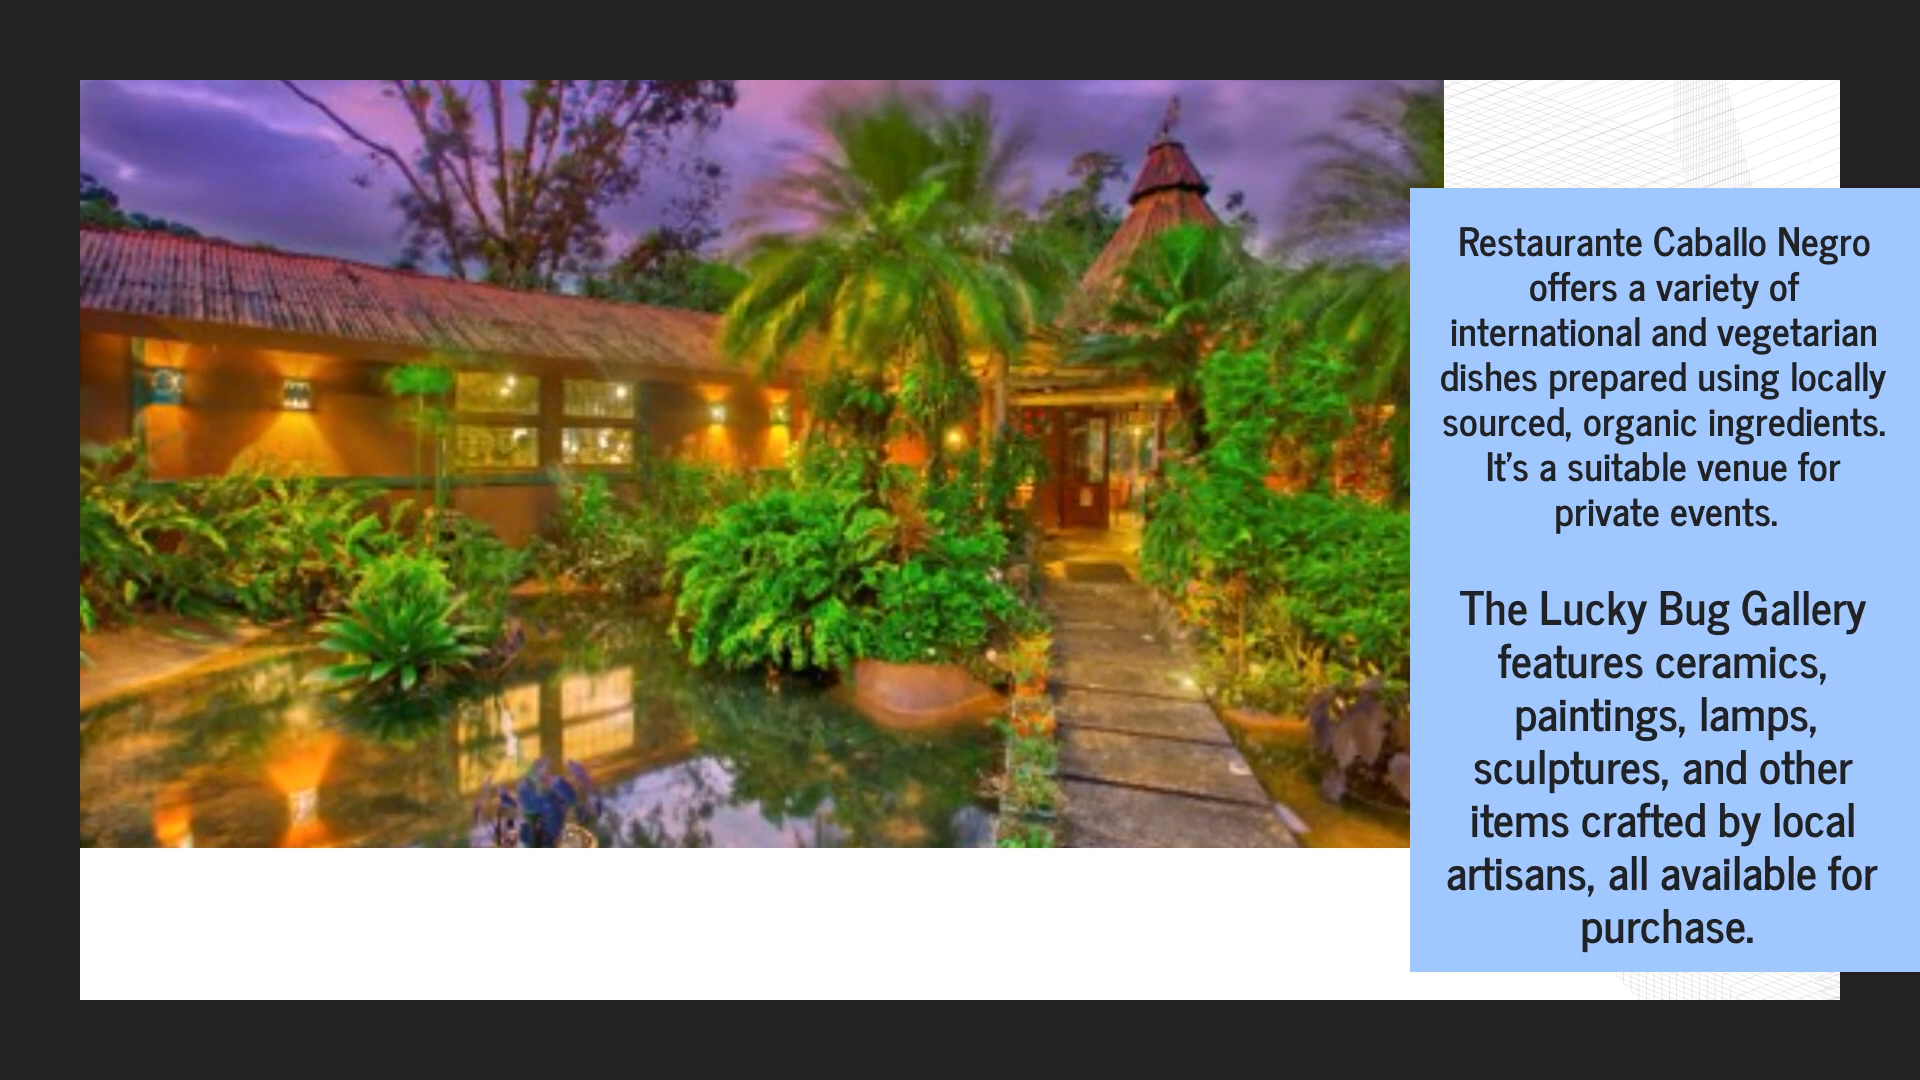 Restaurante Caballo Negro
offers a variety of
international and vegetarian
dishes prepared using locally
sourced, organic ingredients.
It’s a suitable venue for
private events.
The Lucky Bug Gallery
features ceramics,
paintings, lamps,
sculptures, and other
items crafted by local
artisans, all available for
purchase.